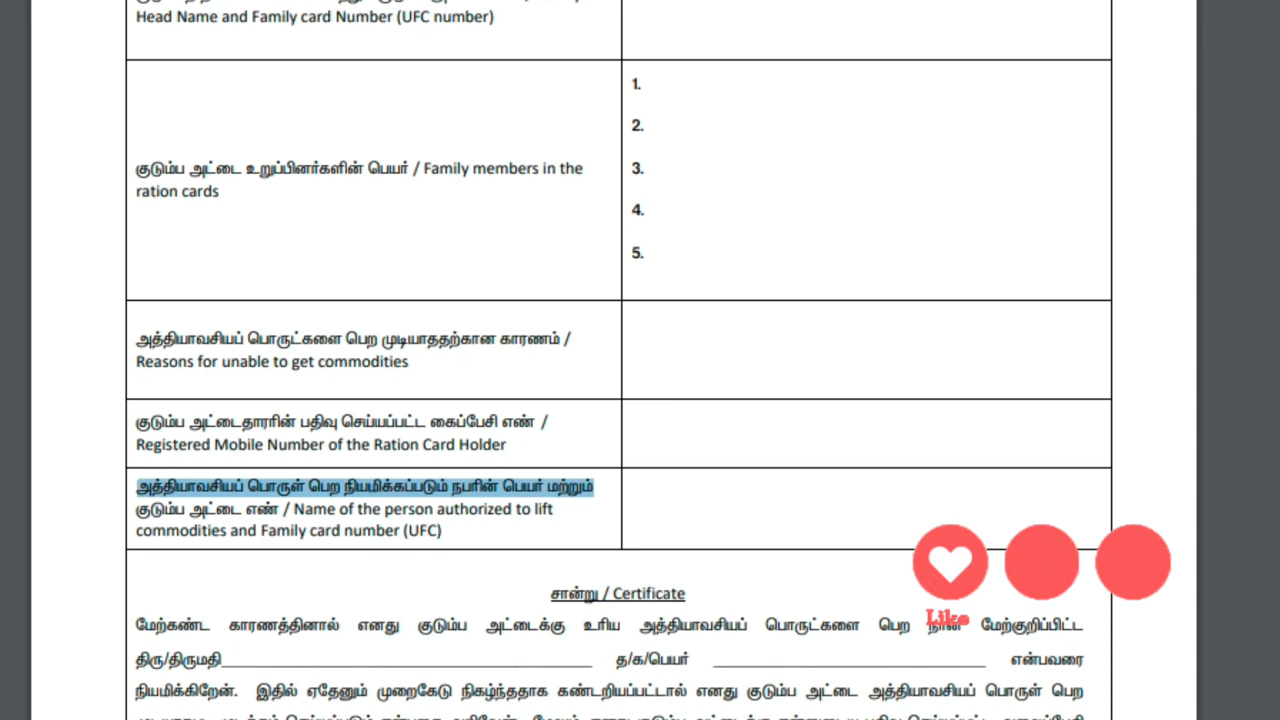 Head Name and Family card Number (UFC number)
குடும்ப அட்டை உறுப்பினர்களின் பெயர் / Family members in the
ration cards
1.
2.
3.
4.
5.
அத்தியாவசியப் பொருட்களை பெற முடியாததற்கான காரணம் /
Reasons for unable to get commodities
குடும்ப அட்டைதாரரின் பதிவு செய்யப்பட்ட கைப்பேசி எண் /
Registered Mobile Number of the Ration Card Holder
அத்தியாவசியப் பொருள் பெற நியமிக்கப்படும் நபரின் பெயர் மற்றும்
குடும்ப அட்டை எண் / Name of the person authorized to lift
commodities and Family card number (UFC)
சான்று / Certificate
மேற்கண்ட காரணத்தினால் எனது குடும்ப அட்டைக்கு உரிய அத்தியாவசியப் பொருட்களை பெற நான் மேற்குறிப்பிட்ட
Like
திரு/திருமதி த/க/பெயர் என்பவரை
நியமிக்கிறேன். இதில் ஏதேனும் முறைகேடு நிகழ்ந்ததாக கண்டறியப்பட்டால் எனது குடும்ப அட்டை அத்தியாவசியப் பொருள் பெற